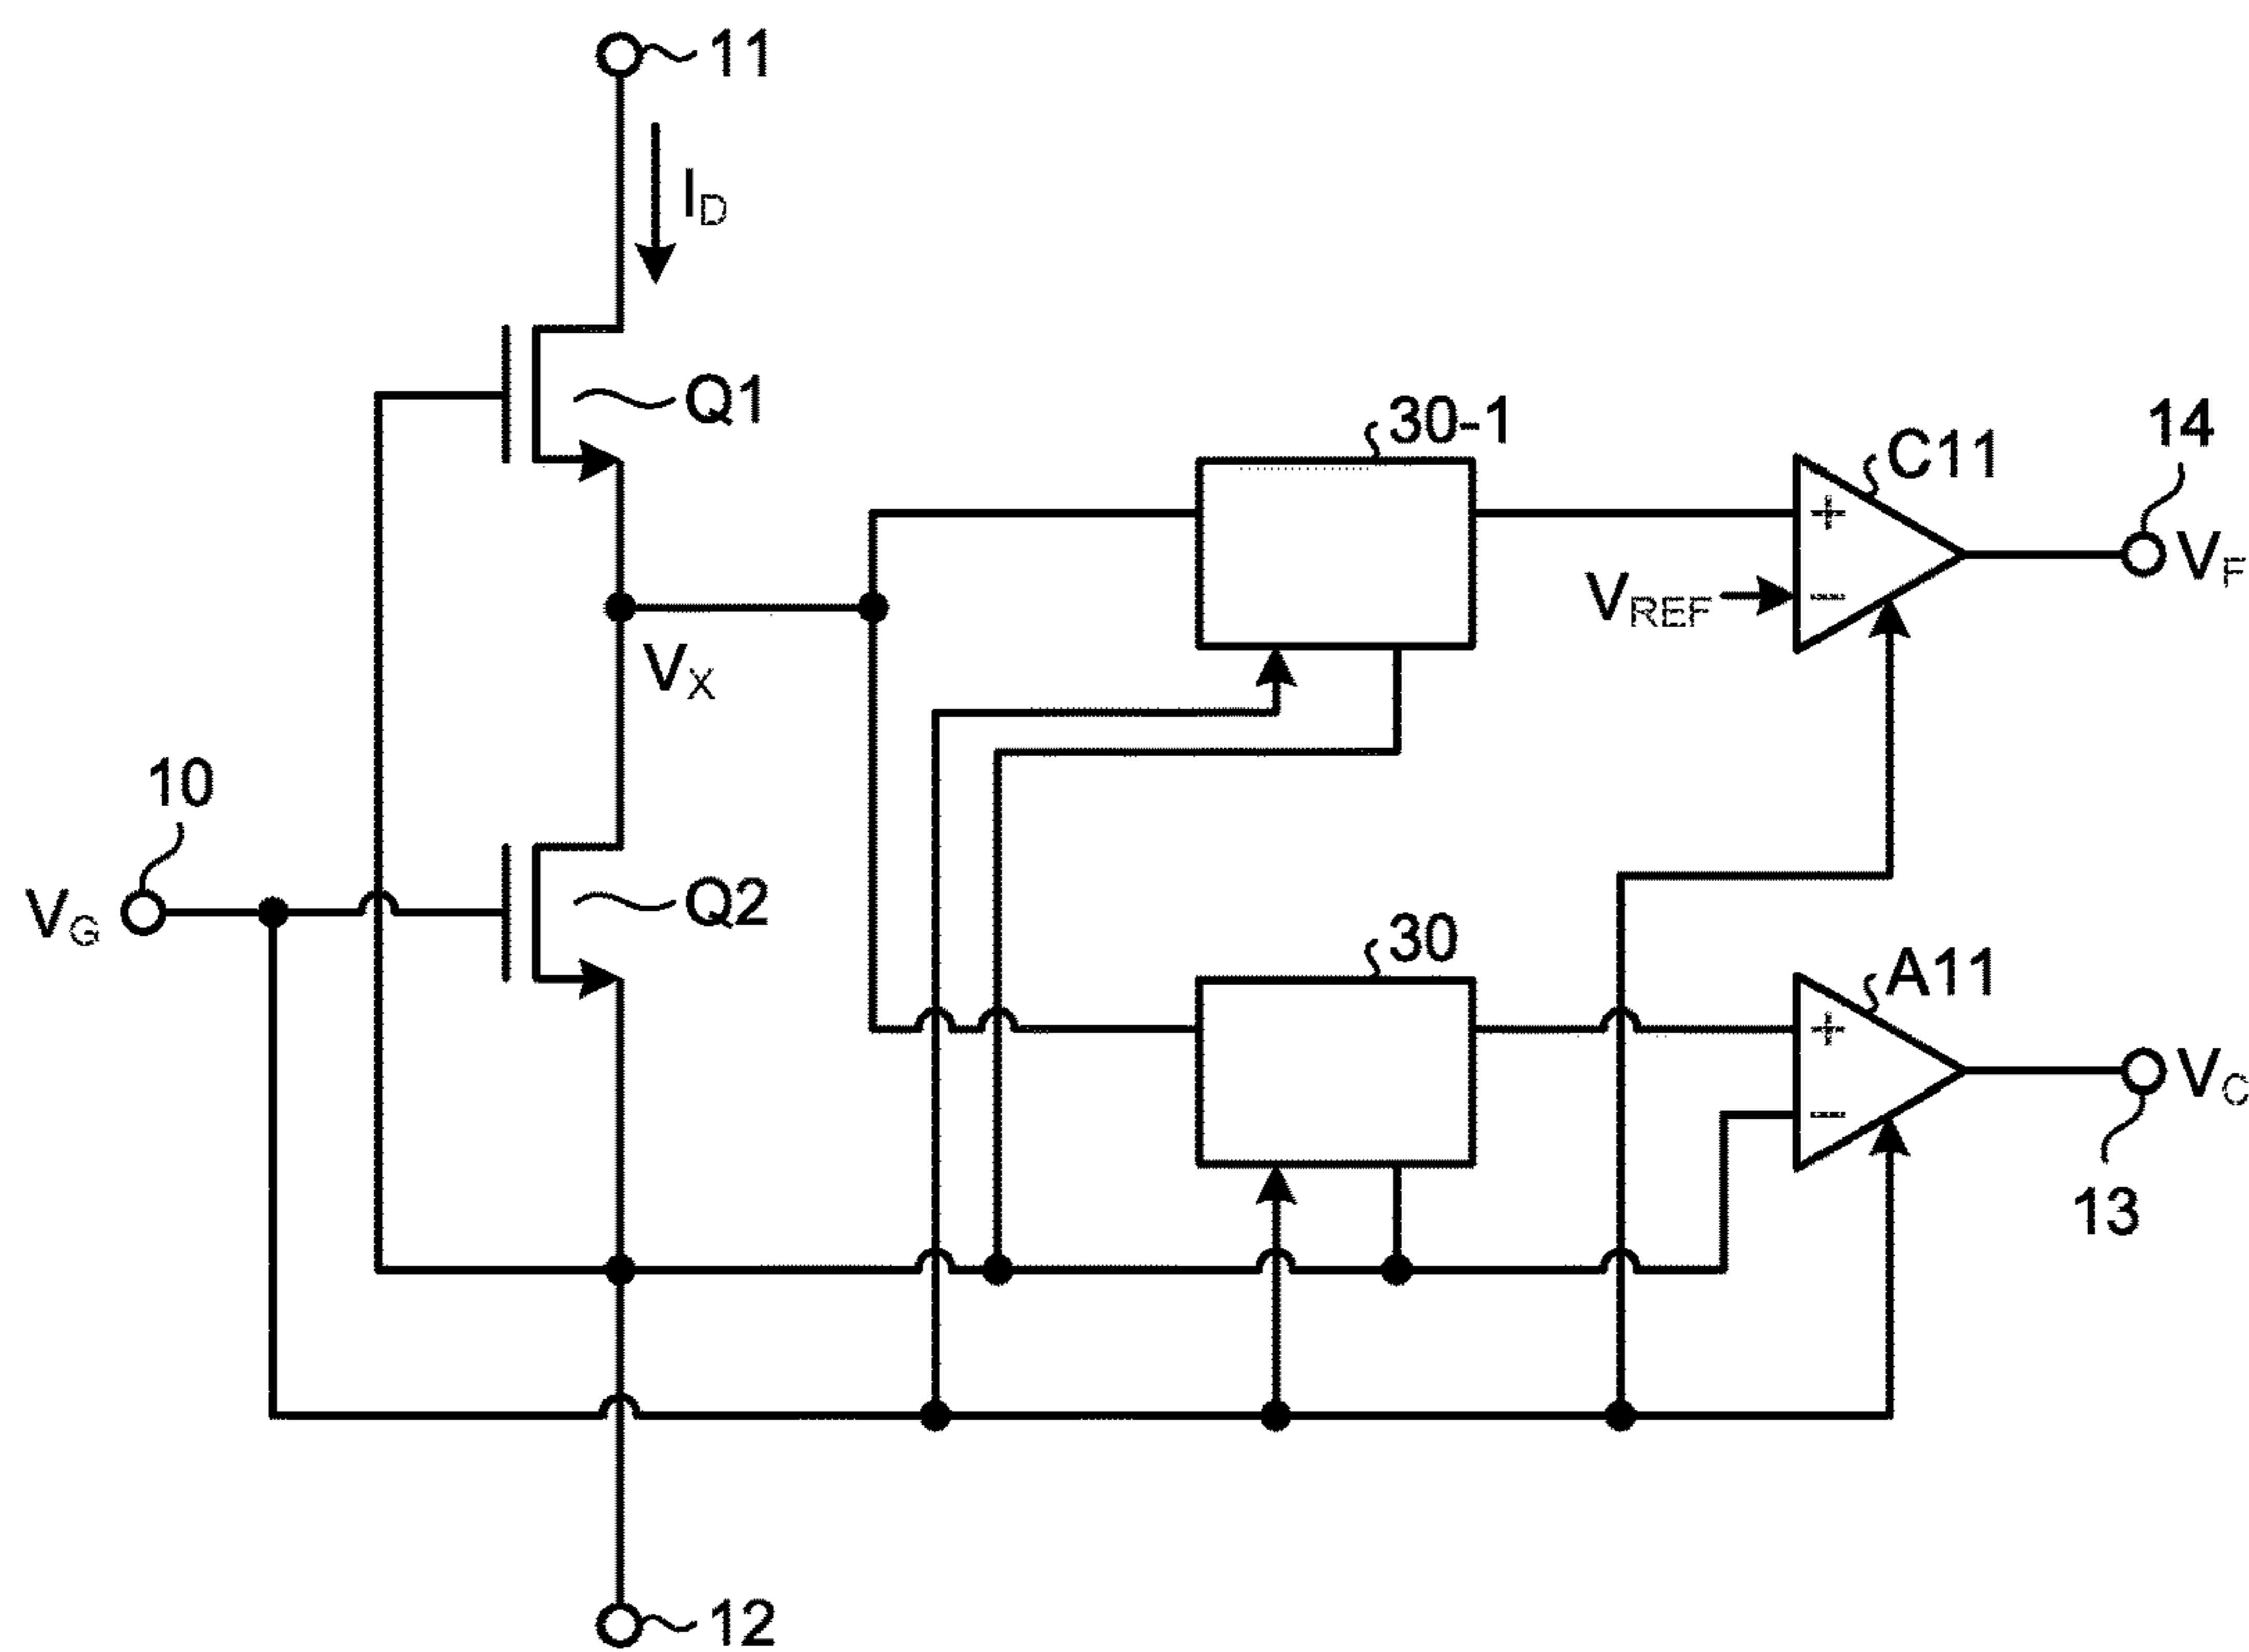 11
I_D
Q1
30-1
C11
14
+
V_F
V_REF
−
V_X
10
Q2
30
V_G
A11
+
V_C
−
13
12